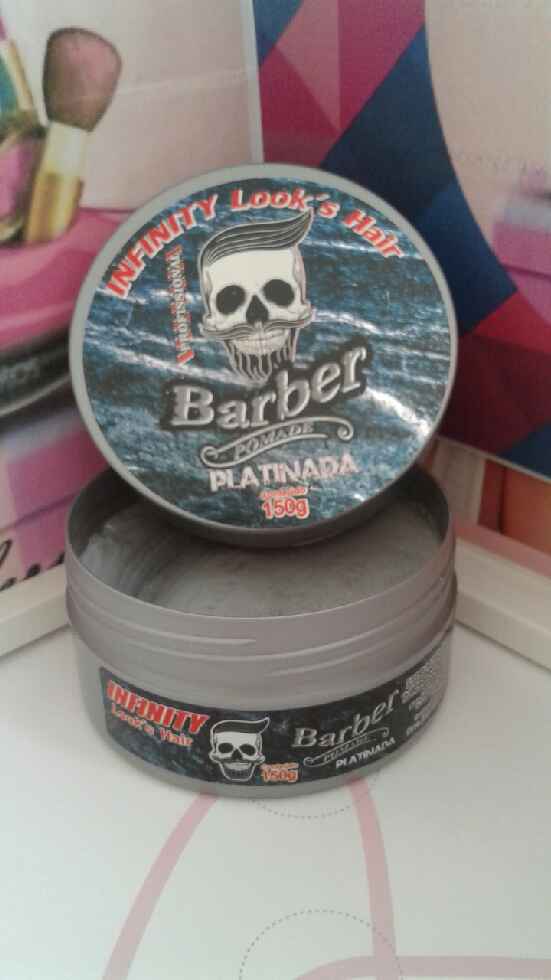 INFINITY Look's Hair
PROFISSIONAL
Barber
POMADE
PLATINADA
150g
INFINITY
Look's Hair
150g
Barber
POMADE
PLATINADA